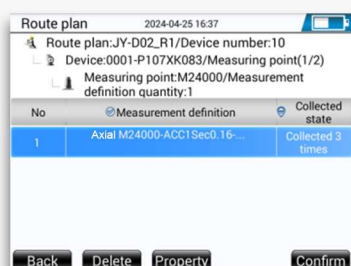 Route plan 2024-04-25 16:37
Route plan:JY-D02_R1/Device number:10
Device:0001-P107XK083/Measuring point(1/2)
Measuring point:M24000/Measurement
definition quantity:1
No Measurement definition Collected
state
1 Axial M24000-ACC1Sec0.16-... Collected 3
times
Back Delete Property Confirm